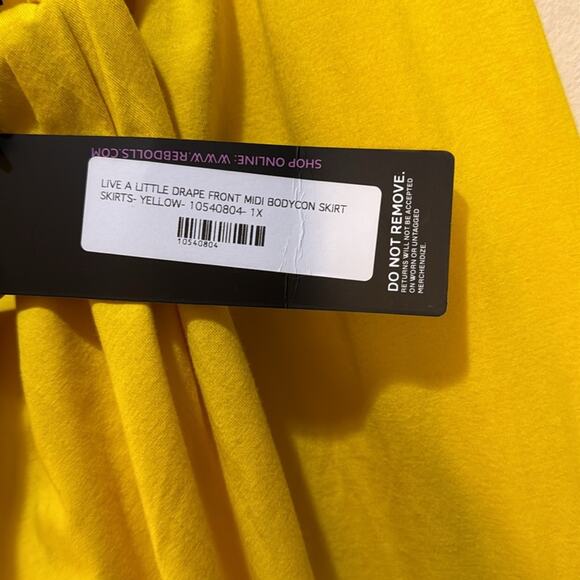 SHOP ONLINE: WWW.REBDOLLS.COM
LIVE A LITTLE DRAPE FRONT MIDI BODYCON SKIRT
SKIRTS- YELLOW- 10540804- 1X
10540804
DO NOT REMOVE.
RETURNS WILL NOT BE ACCEPTED
ON WORN OR UNTAGGED
MERCHENDIZE.